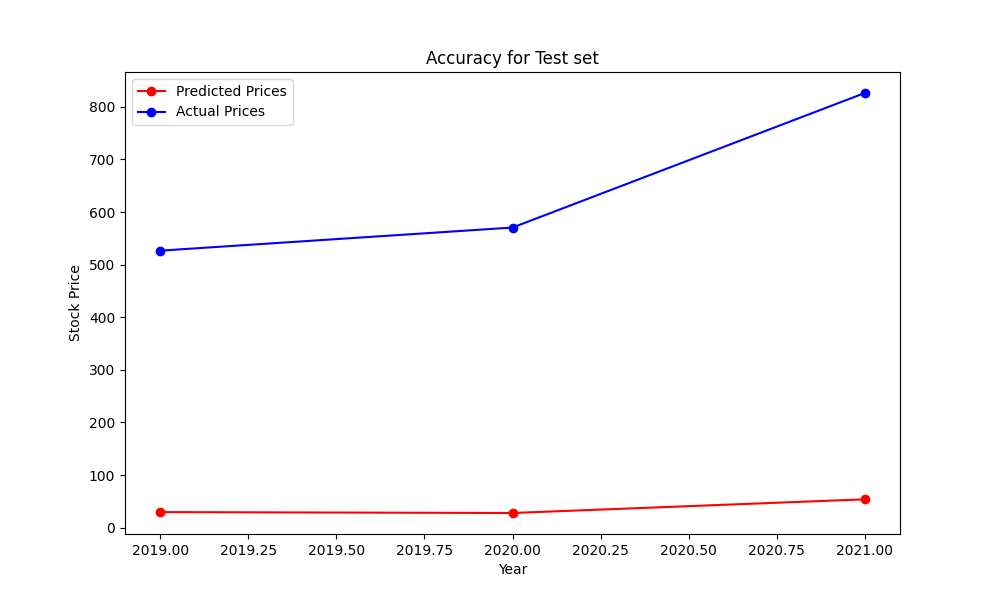 Accuracy for Test set
Predicted Prices
Actual Prices
Stock Price
800
700
600
500
400
300
200
100
0
2019.00 2019.25 2019.50 2019.75 2020.00 2020.25 2020.50 2020.75 2021.00
Year